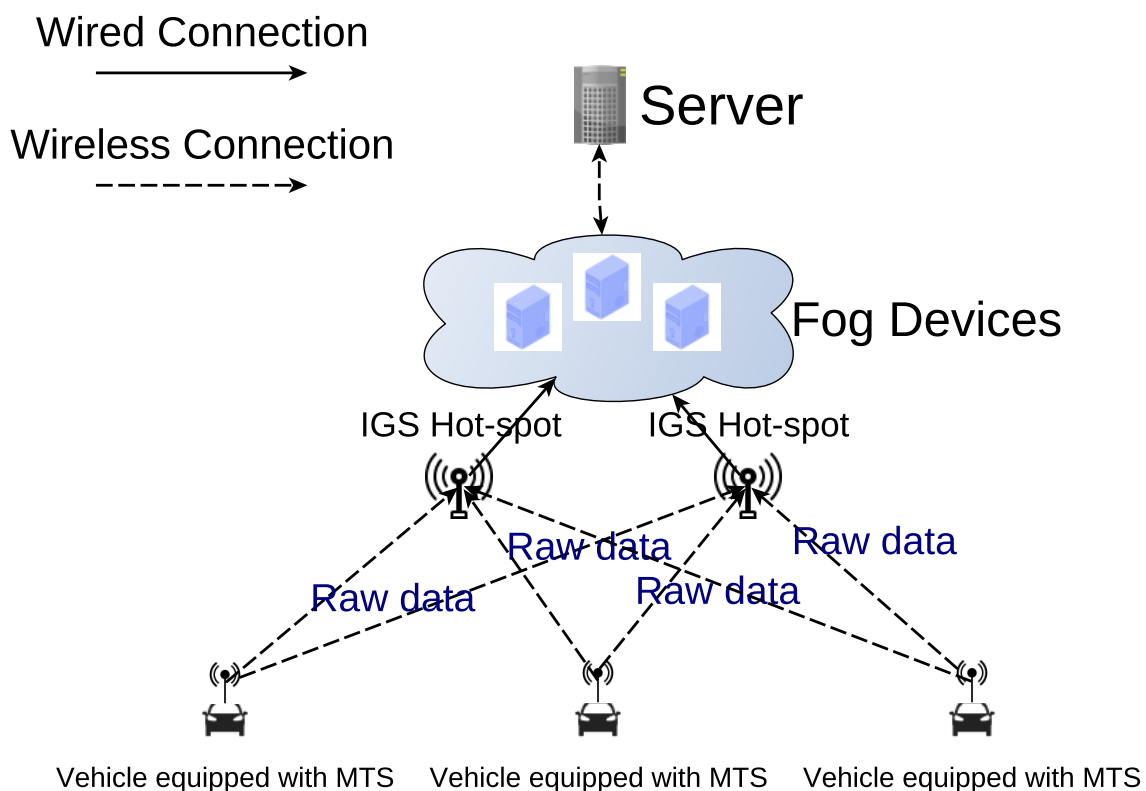 Wired Connection
Server
Wireless Connection
Fog Devices
IGS Hot-spot
IGS Hot-spot
Raw data
Raw data
Raw data
Raw data
Vehicle equipped with MTS
Vehicle equipped with MTS
Vehicle equipped with MTS